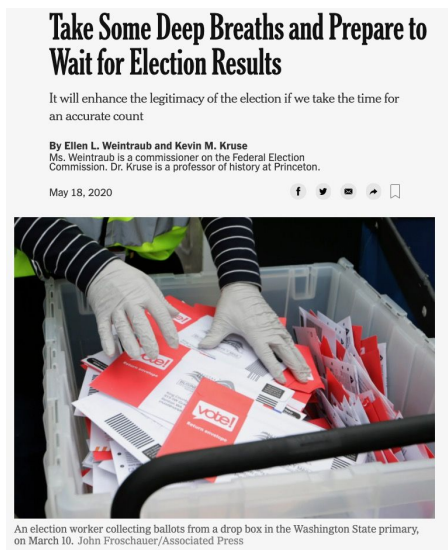 Take Some Deep Breaths and Prepare to
Wait for Election Results
It will enhance the legitimacy of the election if we take the time for
an accurate count
By Ellen L. Weintraub and Kevin M. Kruse
Ms. Weintraub is a commissioner on the Federal Election
Commission. Dr. Kruse is a professor of history at Princeton.
May 18, 2020
vote!
vote!
An election worker collecting ballots from a drop box in the Washington State primary,
on March 10. John Froschauer/Associated Press